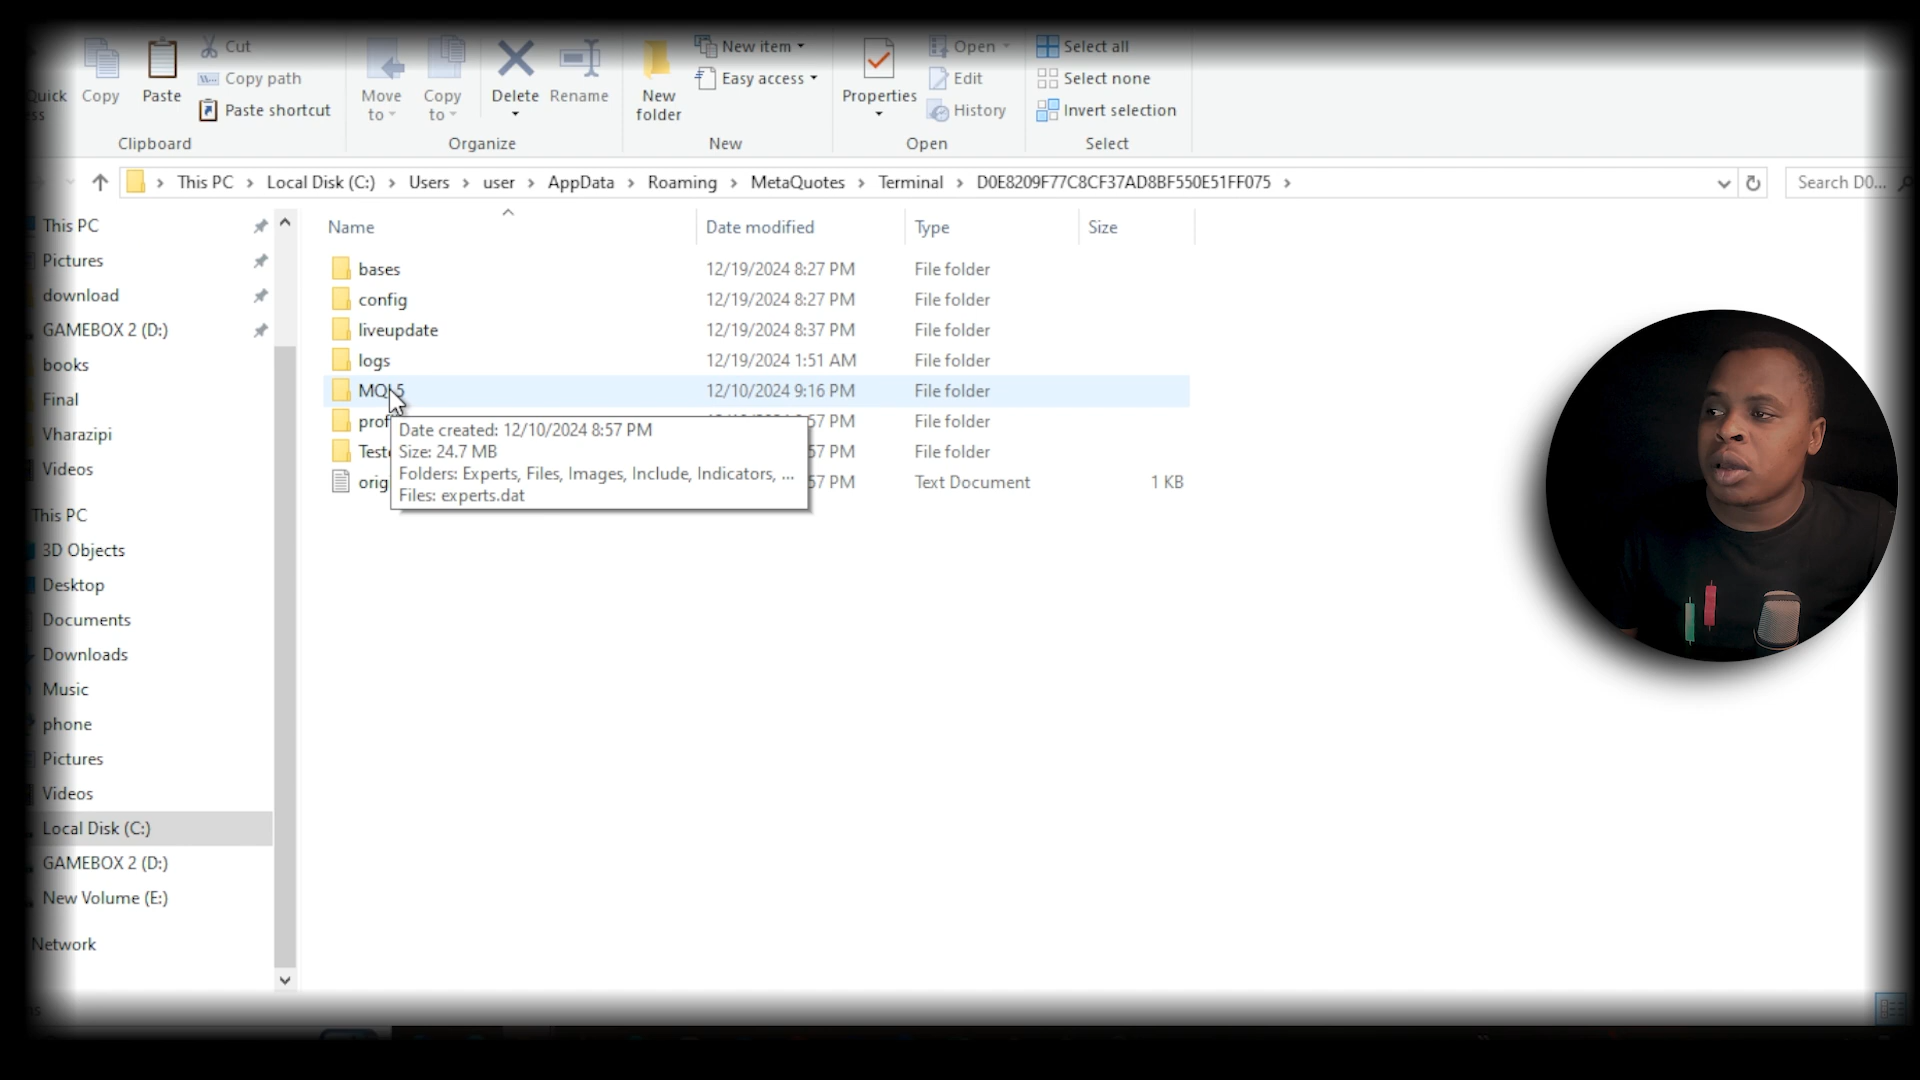 Cut
New item
Open
Select all
Copy path
Easy access
Edit
Select none
Quick
Copy
Paste
Move
Copy
Delete
Rename
New
Properties
Paste shortcut
to
to
folder
History
Invert selection
Clipboard
Organize
New
Open
Select
This PC > Local Disk (C:) > Users > user > AppData > Roaming > MetaQuotes > Terminal > D0E8209F77C8CF37AD8BF550E51FF075 >
Search D0...
This PC
Pictures
download
GAMEBOX 2 (D:)
books
Final
Vharazipi
Videos
This PC
3D Objects
Desktop
Documents
Downloads
Music
phone
Pictures
Videos
Local Disk (C:)
GAMEBOX 2 (D:)
New Volume (E:)
Network
Name Date modified Type Size
bases 12/19/2024 8:27 PM File folder
config 12/19/2024 8:27 PM File folder
liveupdate 12/19/2024 8:37 PM File folder
logs 12/19/2024 1:51 AM File folder
MQL5 12/10/2024 9:16 PM File folder
File folder
File folder
Text Document 1 KB
Date created: 12/10/2024 8:57 PM
Size: 24.7 MB
Folders: Experts, Files, Images, Include, Indicators, ...
Files: experts.dat